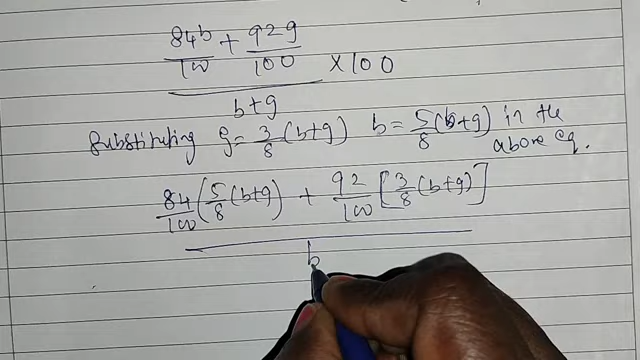 84b/100 + 92g/100
b+g
×100
Substituting g = 3/8 (b+g) b = 5/8 (b+g) in the above eq.
84/100 (5/8 (b+g)) + 92/100 [3/8 (b+g)]
b